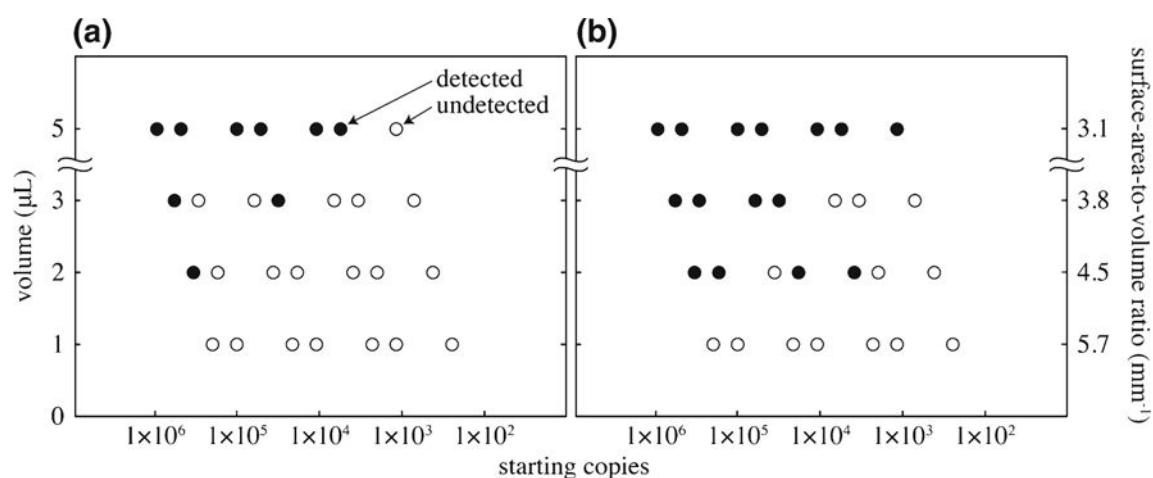 (a)
(b)
detected
undetected
5
3
2
1
0
volume (µL)
3.1
3.8
4.5
5.7
surface-area-to-volume ratio (mm⁻¹)
1×10⁶ 1×10⁵ 1×10⁴ 1×10³ 1×10²
1×10⁶ 1×10⁵ 1×10⁴ 1×10³ 1×10²
starting copies